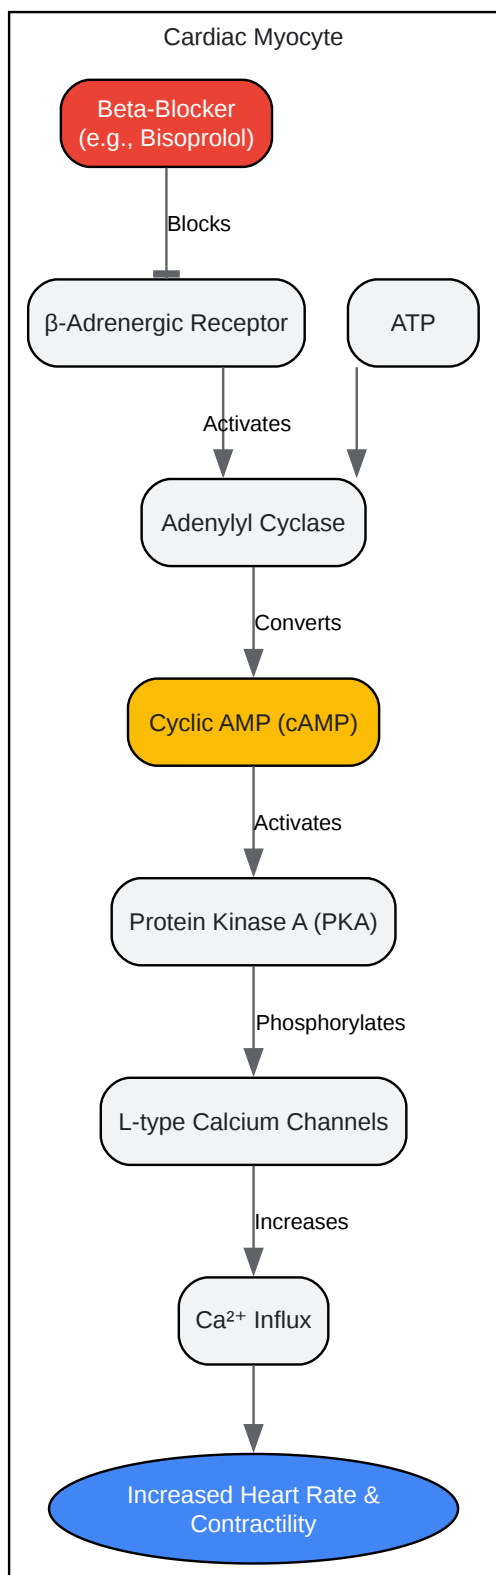 Cardiac Myocyte
Beta-Blocker
(e.g., Bisoprolol)
Blocks
β-Adrenergic Receptor
ATP
Activates
Adenylyl Cyclase
Converts
Cyclic AMP (cAMP)
Activates
Protein Kinase A (PKA)
Phosphorylates
L-type Calcium Channels
Increases
Ca²⁺ Influx
Increased Heart Rate &
Contractility